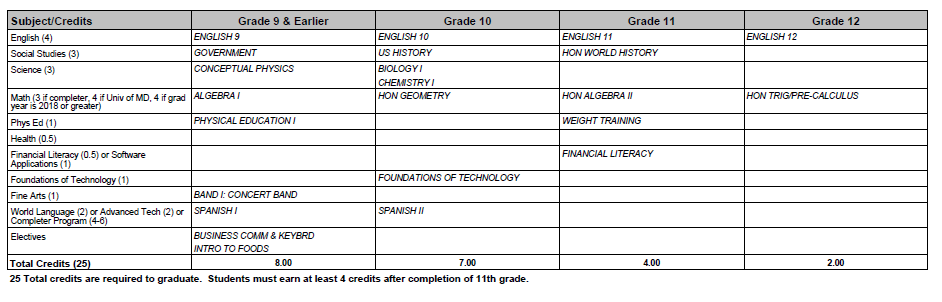 Subject/Credits Grade 9 & Earlier Grade 10 Grade 11 Grade 12
English (4) ENGLISH 9 ENGLISH 10 ENGLISH 11 ENGLISH 12
Social Studies (3) GOVERNMENT US HISTORY HON WORLD HISTORY
Science (3) CONCEPTUAL PHYSICS BIOLOGY I
CHEMISTRY I
Math (3 if completer, 4 if Univ of MD, 4 if grad ALGEBRA I HON GEOMETRY HON ALGEBRA II HON TRIG/PRE-CALCULUS
year is 2018 or greater)
Phys Ed (1) PHYSICAL EDUCATION I WEIGHT TRAINING
Health (0.5)
Financial Literacy (0.5) or Software FINANCIAL LITERACY
Applications (1)
Foundations of Technology (1) FOUNDATIONS OF TECHNOLOGY
Fine Arts (1) BAND I: CONCERT BAND
World Language (2) or Advanced Tech (2) or SPANISH I SPANISH II
Completer Program (4-6)
Electives BUSINESS COMM & KEYBRD
INTRO TO FOODS
Total Credits (25) 8.00 7.00 4.00 2.00
25 Total credits are required to graduate. Students must earn at least 4 credits after completion of 11th grade.